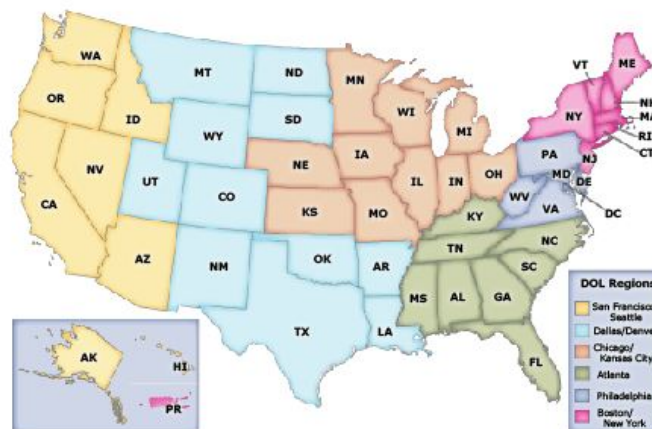 WA
OR
ID
NV
CA
AZ
MT
ND
SD
WY
UT
CO
NM
OK
TX
AR
LA
MN
WI
MI
IA
NE
IL
IN
OH
KS
MO
KY
TN
NC
SC
MS
AL
GA
FL
PA
WV
VA
MD
DE
DC
VT
ME
NY
NJ
MA
RI
CT
AK
HI
PR
DOL Regions
San Francisco
Seattle
Dallas/Denver
Chicago/
Kansas City
Atlanta
Philadelphia
Boston/
New York